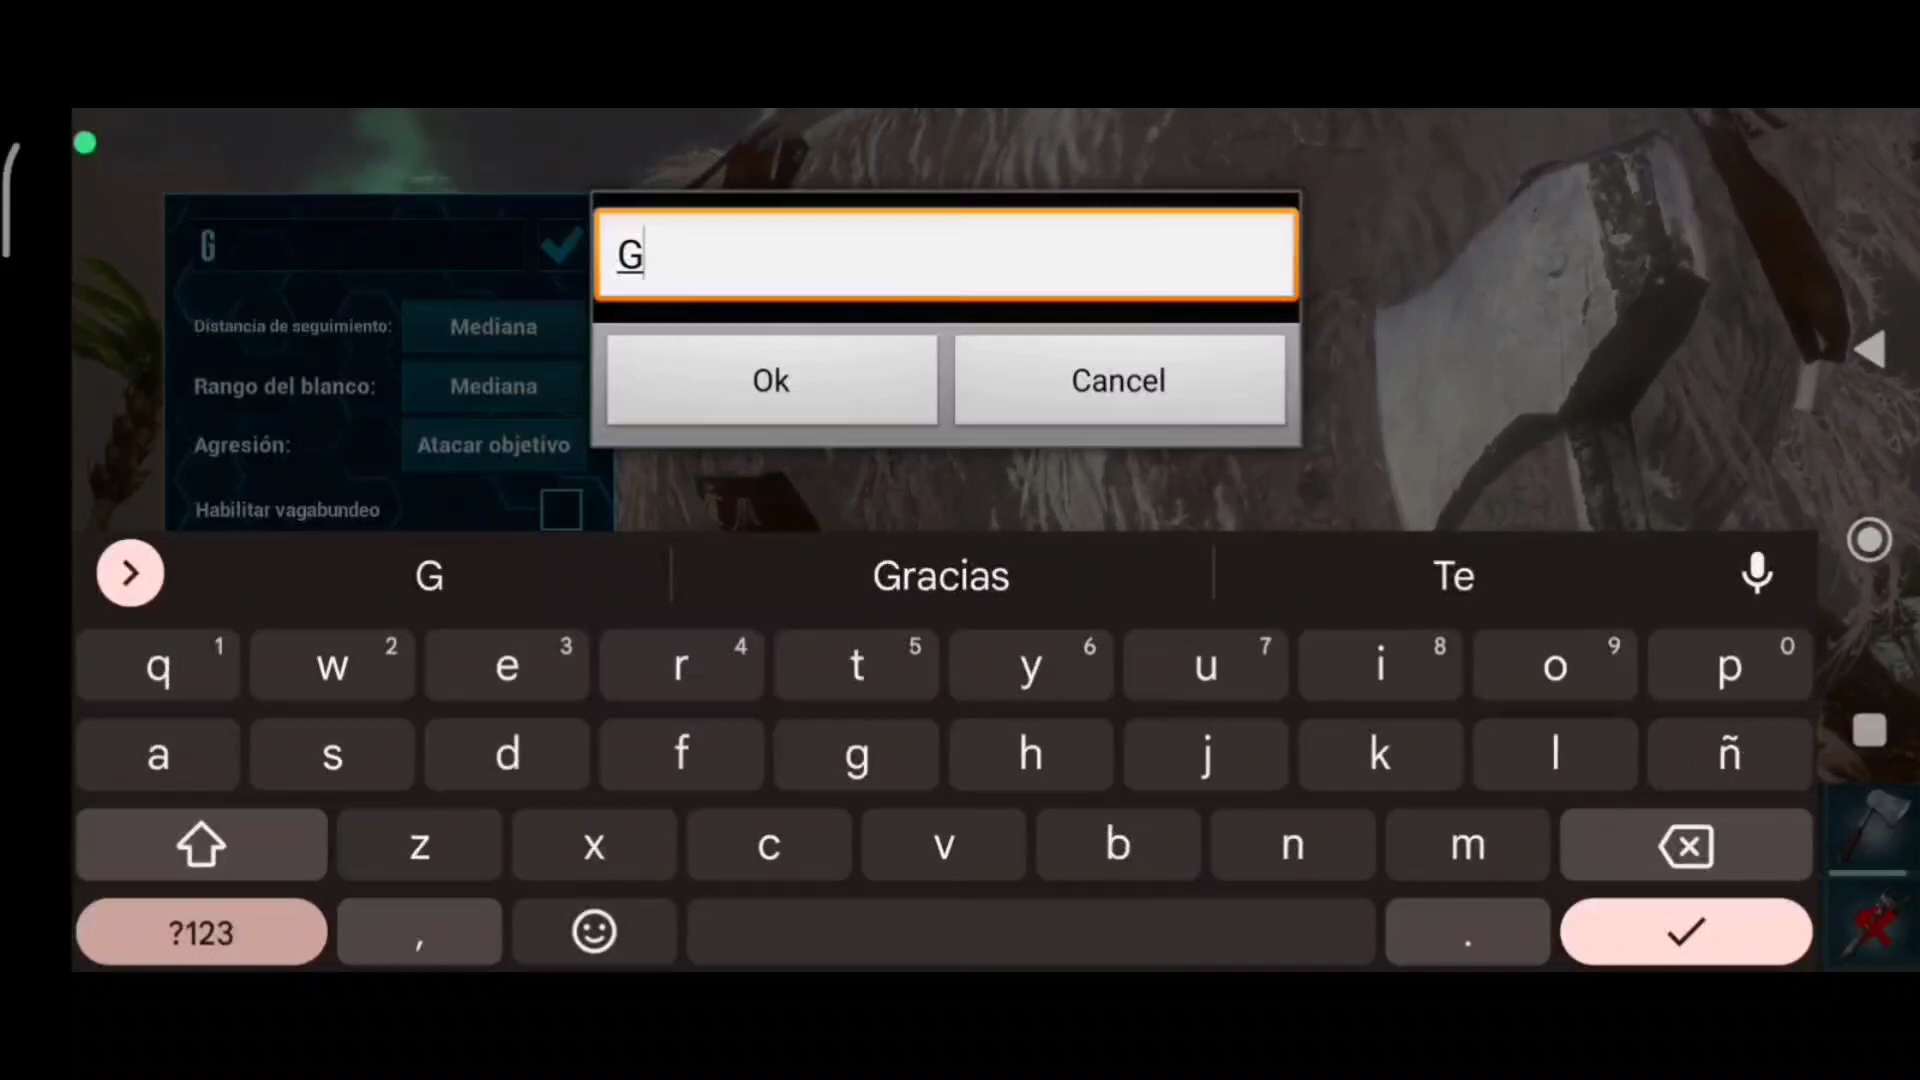 G
G
Distancia de seguimiento: Mediana
Ok Cancel
Rango del blanco: Mediana
Agresión: Atacar objetivo
Habilitar vagabundeo
G Gracias Te
q 1 w 2 e 3 r 4 t 5 y 6 u 7 i 8 o 9 p 0
a s d f g h j k l ñ
z x c v b n m
?123 , .